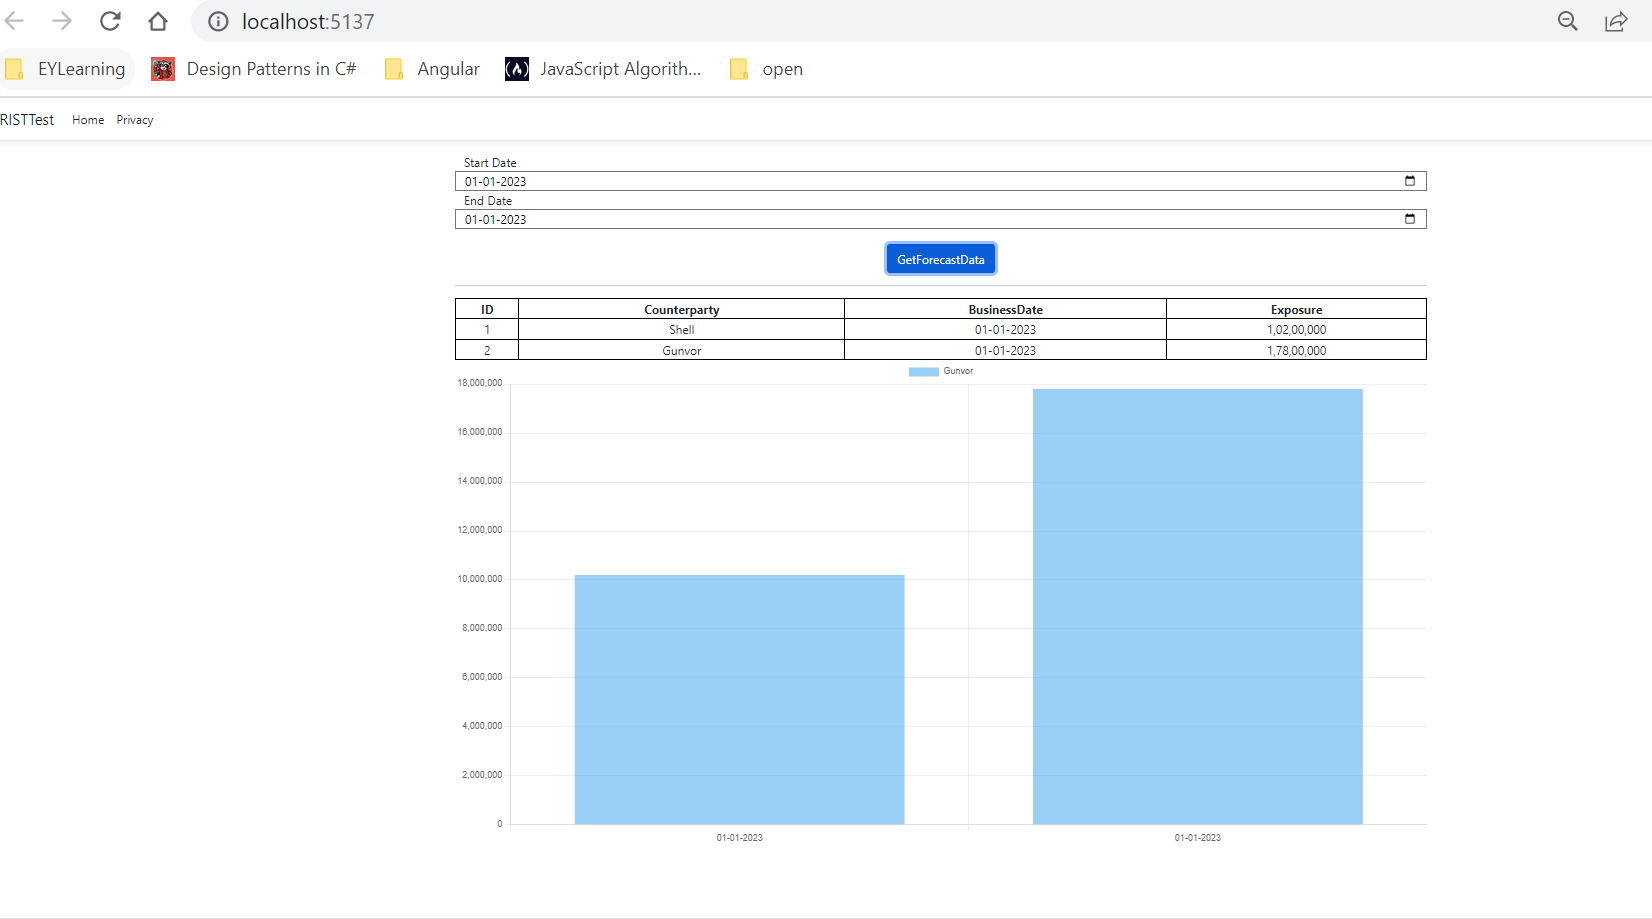 localhost:5137
EYLearning Design Patterns in C# Angular JavaScript Algorith... open
RISTTest Home Privacy
Start Date
01-01-2023
End Date
01-01-2023
GetForecastData
ID Counterparty BusinessDate Exposure
1 Shell 01-01-2023 1,02,00,000
2 Gunvor 01-01-2023 1,78,00,000
Gunvor
18,000,000
16,000,000
14,000,000
12,000,000
10,000,000
8,000,000
6,000,000
4,000,000
2,000,000
0
01-01-2023 01-01-2023